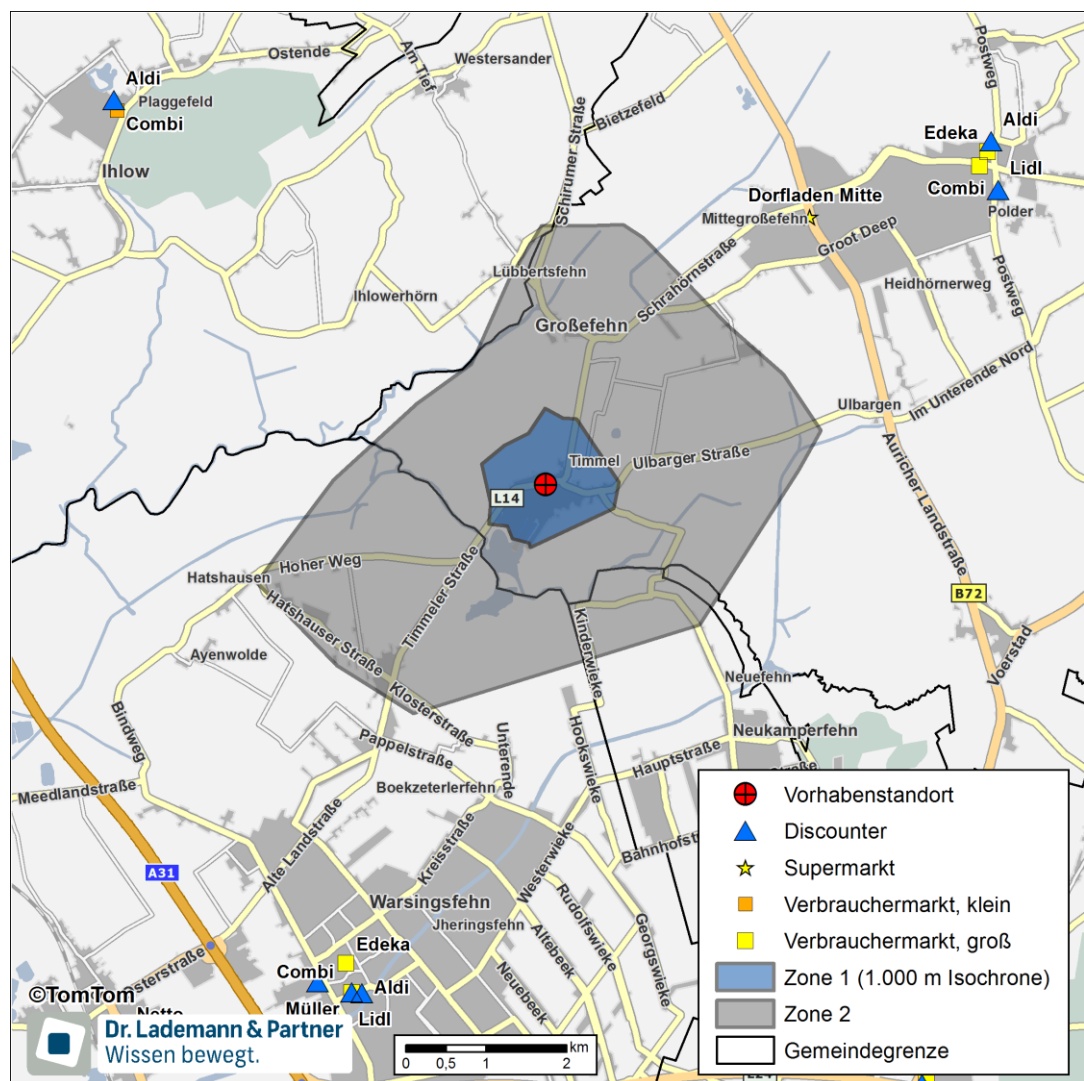 Ostende
Am Tief
Westersander
Postweg
Aldi
Plaggefeld
Combi
Bietzefeld
Schirumer Straße
Edeka
Aldi
Ihlow
Lidl
Combi
Dorfladen Mitte
Mittegroßefehn
Polder
Groot Deep
Lübbertsfehn
Schrahörnstraße
Heidhörnerweg
Postweg
Ihlowerhörn
Großefehn
Im Unterende Nord
Ulbargen
Timmel
Ulbarger Straße
Auricher Landstraße
L14
Hoher Weg
Hatshausen
Timmeler Straße
B72
Hatshauser Straße
Kinderwieke
Voerstad
Ayenwolde
Klosterstraße
Neuefehn
Bindweg
Unterende
Hookswieke
Neukamperfehn
Pappelstraße
Hauptstraße
Straße
Meedlandstraße
Boekzeterlerfehn
Alte Landstraße
Kreisstraße
Westerwieke
Bahnhofst
A31
Rudolfswieke
Warsingsfehn
Georgswieke
Jheringsfehn
Altebeek
Edeka
Osterstraße
Combi
Neuebeek
Aldi
Müller
Lidl
©TomTom
Netto
Dr. Lademann & Partner
Wissen bewegt.
km
0 0,5 1 2
L24
Vorhabenstandort
Discounter
Supermarkt
Verbrauchermarkt, klein
Verbrauchermarkt, groß
Zone 1 (1.000 m Isochrone)
Zone 2
Gemeindegrenze